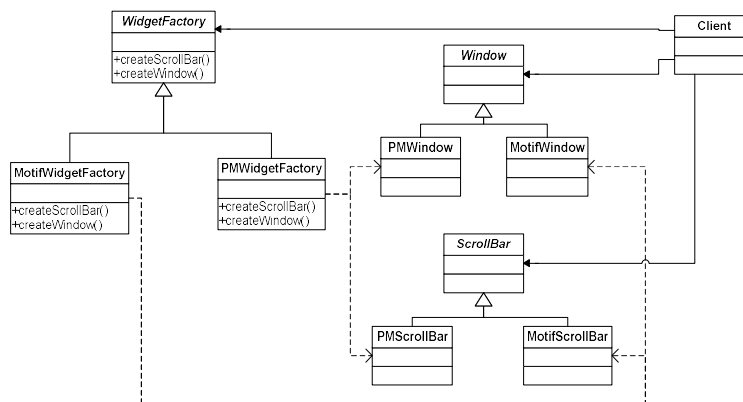 WidgetFactory
+createScrollBar()
+createWindow()
Client
Window
MotifWidgetFactory
+createScrollBar()
+createWindow()
PMWidgetFactory
+createScrollBar()
+createWindow()
PMWindow
MotifWindow
ScrollBar
PMScrollBar
MotifScrollBar